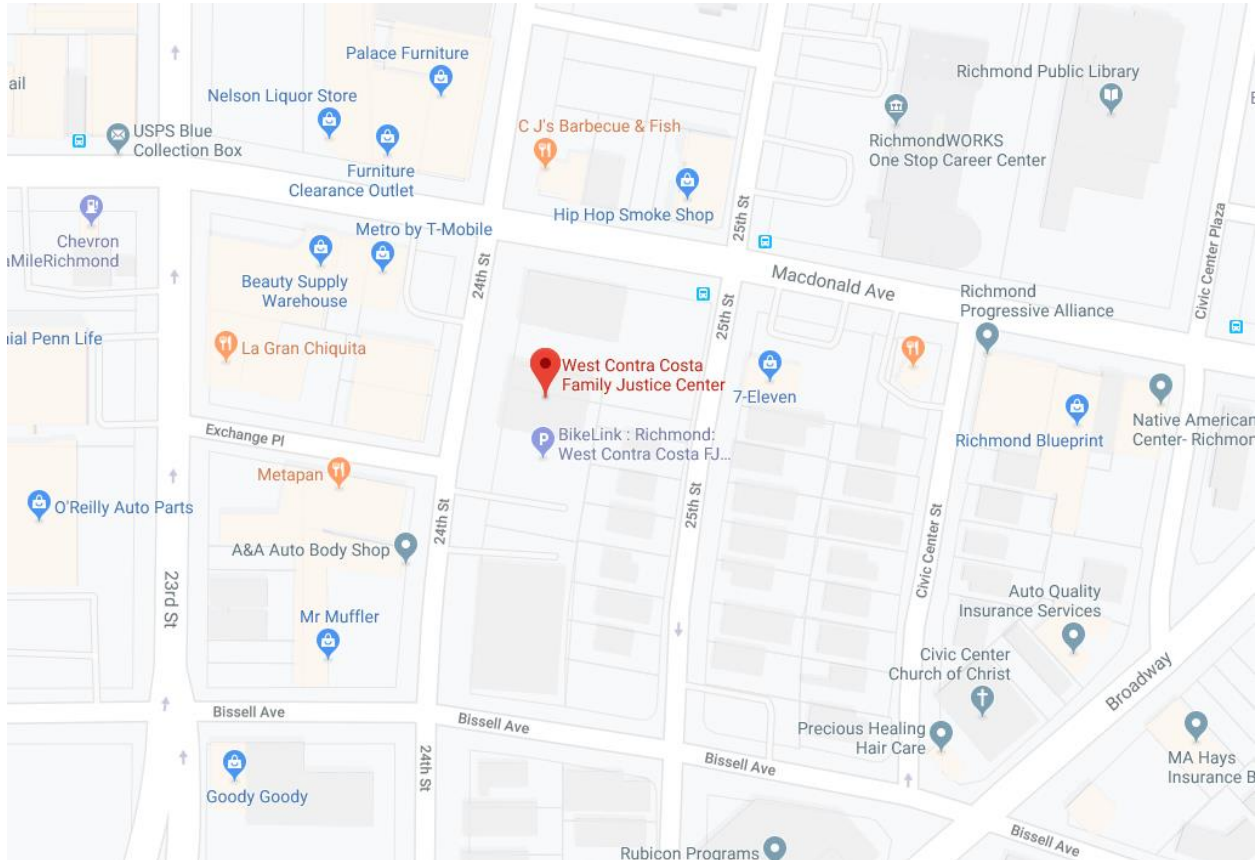 Palace Furniture
Richmond Public Library
ail
Nelson Liquor Store
USPS Blue
Collection Box
C J's Barbecue & Fish
RichmondWORKS
One Stop Career Center
Furniture
Clearance Outlet
Hip Hop Smoke Shop
25th St
Chevron
aMileRichmond
Metro by T-Mobile
Beauty Supply
Warehouse
24th St
Macdonald Ave
Civic Center Plaza
Richmond
Progressive Alliance
25th St
ial Penn Life
La Gran Chiquita
West Contra Costa
Family Justice Center
7-Eleven
Native American
Center- Richmon
Exchange Pl
P
BikeLink : Richmond:
West Contra Costa FJ...
Richmond Blueprint
Metapan
O'Reilly Auto Parts
24th St
25th St
A&A Auto Body Shop
Civic Center St
23rd St
Mr Muffler
Auto Quality
Insurance Services
Civic Center
Church of Christ
Broadway
Bissell Ave
Bissell Ave
Precious Healing
Hair Care
Bissell Ave
MA Hays
Insurance B
24th St
Goody Goody
Bissell Ave
Rubicon Programs